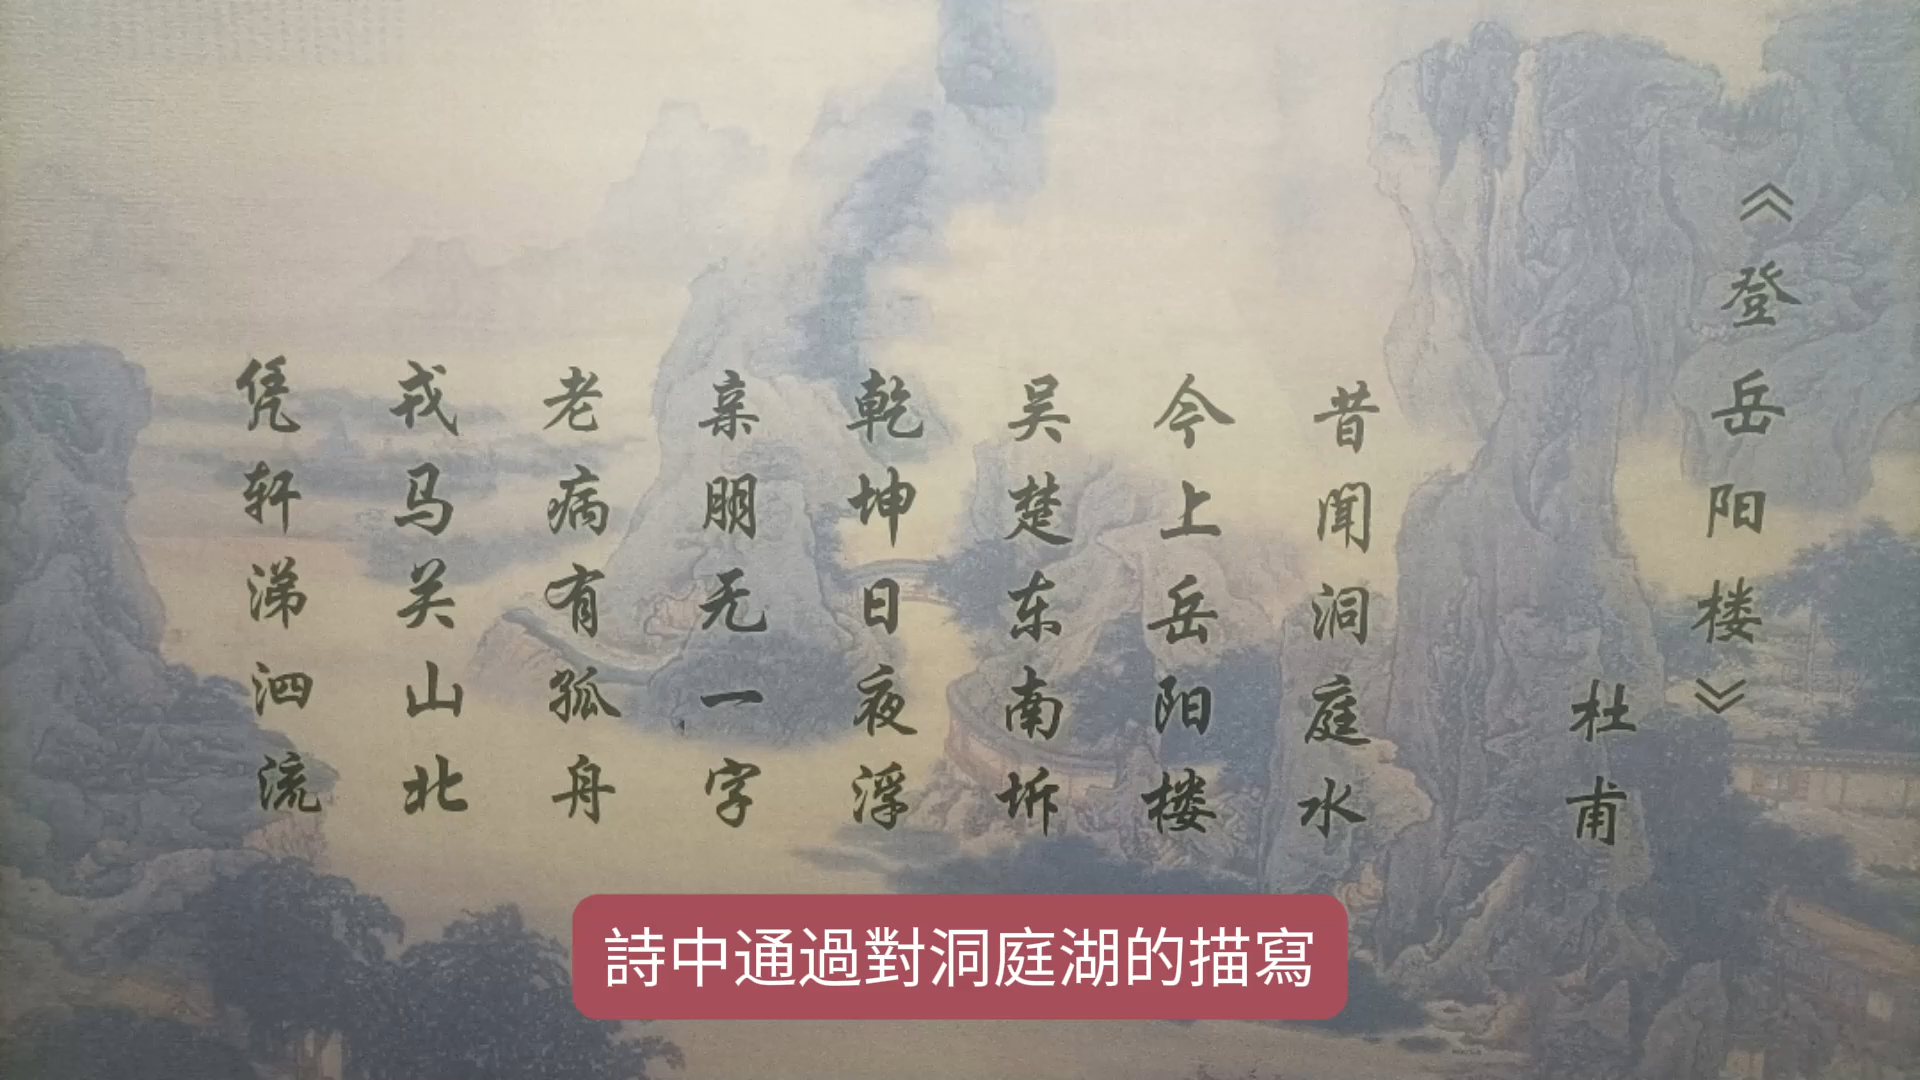 《登岳阳楼》
杜甫
昔闻洞庭水
今上岳阳楼
吴楚东南坼
乾坤日夜浮
亲朋无一字
老病有孤舟
戎马关山北
凭轩涕泗流
詩中通過對洞庭湖的描寫